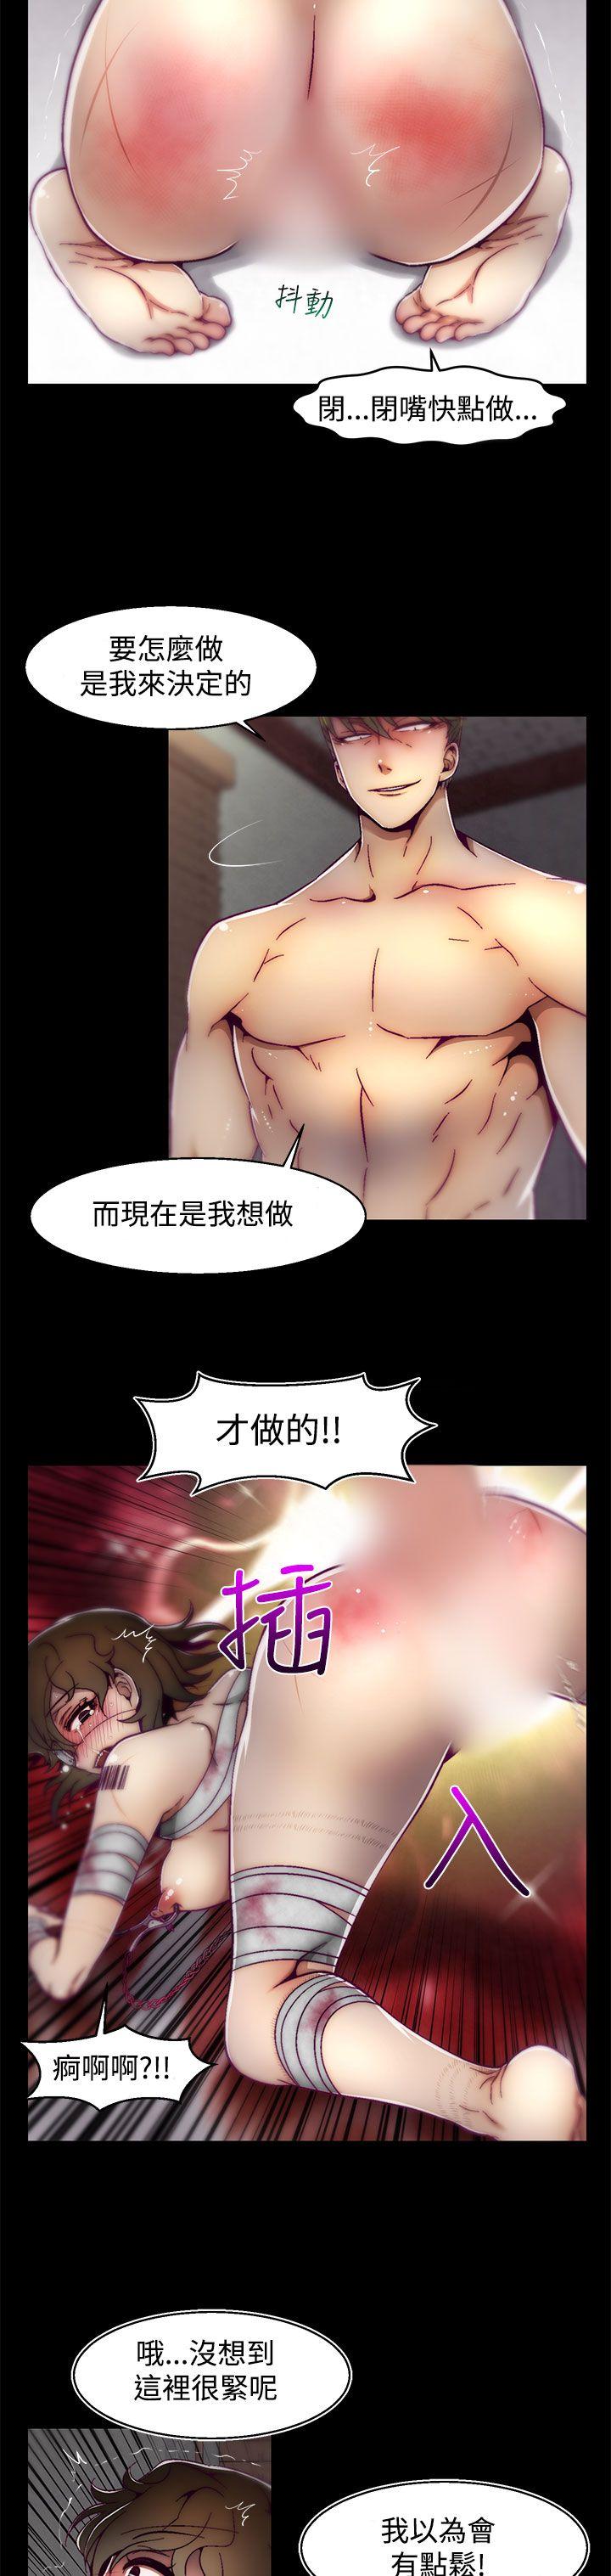 抖動
閉...閉嘴快點做...
要怎麼做
是我來決定的
而現在是我想做
才做的!!
插
入
痾啊啊?!!
哦...沒想到
這裡很緊呢
我以為會
有點鬆!